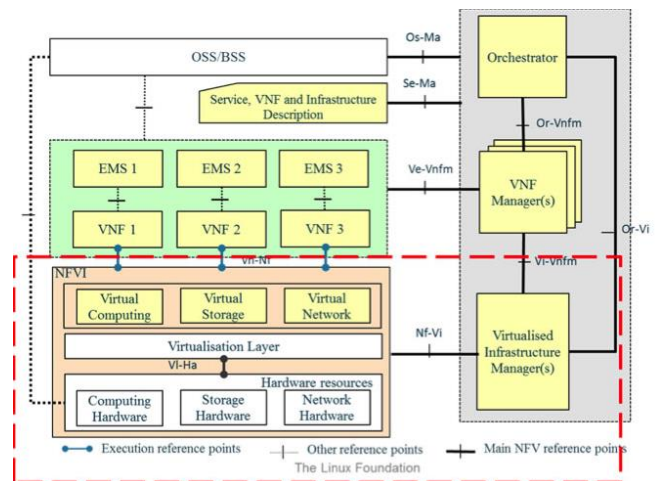 OSS/BSS
Os-Ma
Orchestrator
Se-Ma
Service, VNF and Infrastructure
Description
Or-Vnfm
EMS 1
EMS 2
EMS 3
Ve-Vnfm
VNF
Manager(s)
VNF 1
VNF 2
VNF 3
Or-Vi
Vn-Nf
Vi-Vnfm
NFVI
Virtual
Computing
Virtual
Storage
Virtual
Network
Nf-Vi
Virtualised
Infrastructure
Manager(s)
Virtualisation Layer
Vl-Ha
Hardware resources
Computing
Hardware
Storage
Hardware
Network
Hardware
Execution reference points
Other reference points
Main NFV reference points
The Linux Foundation